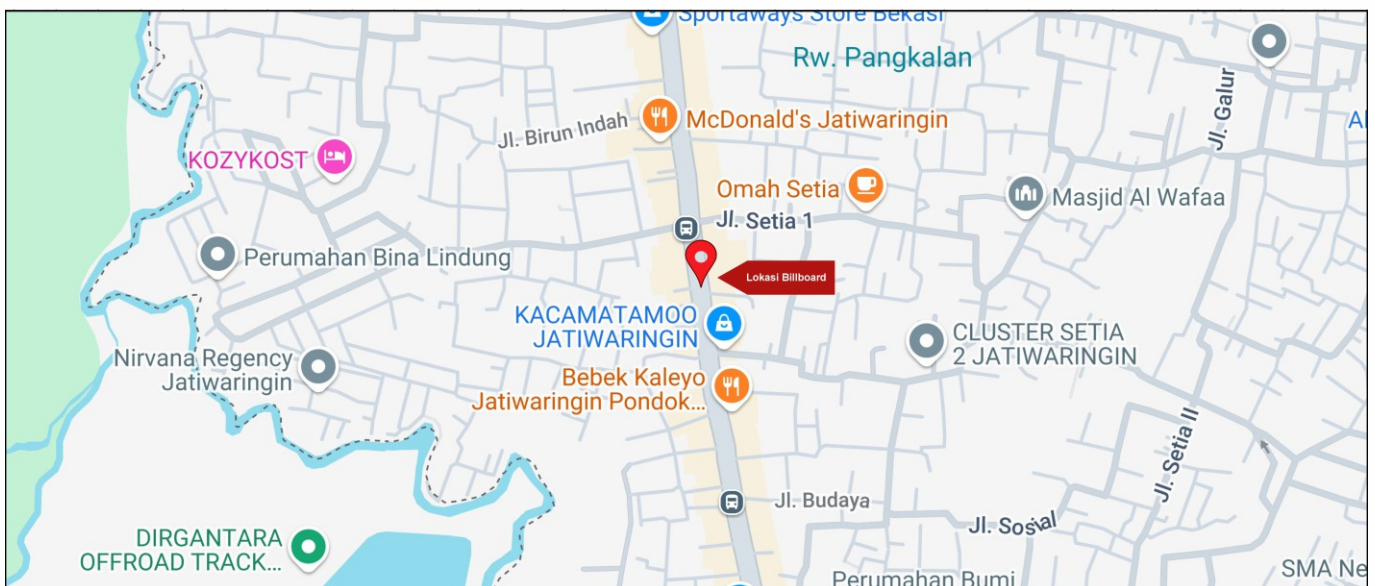 Sportaways Store Bekasi
Rw. Pangkalan
Jl. Galur
McDonald's Jatiwaringin
Jl. Birun Indah
KOZYKOST
Omah Setia
Masjid Al Wafaa
Jl. Setia 1
Perumahan Bina Lindung
Lokasi Billboard
KACAMATAMOO
JATIWARINGIN
CLUSTER SETIA
2 JATIWARINGIN
Nirvana Regency
Jatiwaringin
Bebek Kaleyo
Jatiwaringin Pondok...
Jl. Setia II
Jl. Budaya
Jl. Sosial
DIRGANTARA
OFFROAD TRACK...
Perumahan Bumi
SMA Ne